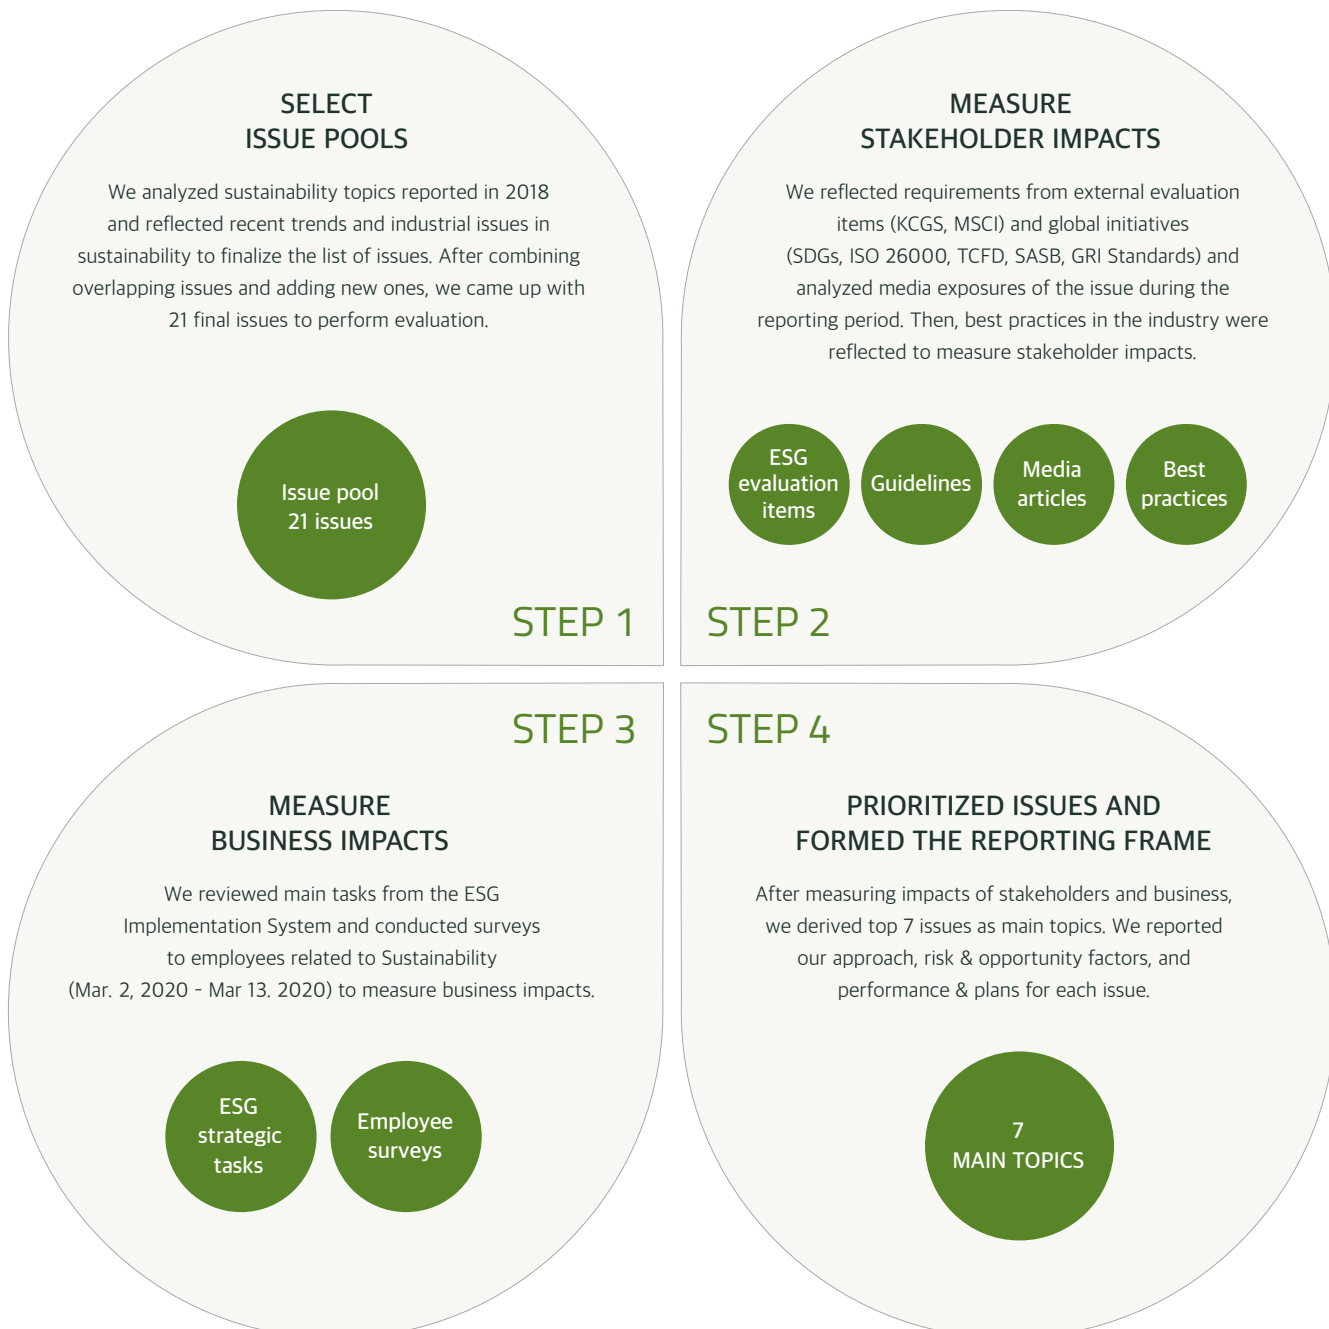 SELECT
ISSUE POOLS
We analyzed sustainability topics reported in 2018
and reflected recent trends and industrial issues in
sustainability to finalize the list of issues. After combining
overlapping issues and adding new ones, we came up with
21 final issues to perform evaluation.
Issue pool
21 issues
STEP 1
MEASURE
STAKEHOLDER IMPACTS
We reflected requirements from external evaluation
items (KCGS, MSCI) and global initiatives
(SDGs, ISO 26000, TCFD, SASB, GRI Standards) and
analyzed media exposures of the issue during the
reporting period. Then, best practices in the industry were
reflected to measure stakeholder impacts.
ESG
evaluation
items
Guidelines
Media
articles
Best
practices
STEP 2
STEP 3
MEASURE
BUSINESS IMPACTS
We reviewed main tasks from the ESG
Implementation System and conducted surveys
to employees related to Sustainability
(Mar. 2, 2020 - Mar 13. 2020) to measure business impacts.
ESG
strategic
tasks
Employee
surveys
STEP 4
PRIORITIZED ISSUES AND
FORMED THE REPORTING FRAME
After measuring impacts of stakeholders and business,
we derived top 7 issues as main topics. We reported
our approach, risk & opportunity factors, and
performance & plans for each issue.
7
MAIN TOPICS